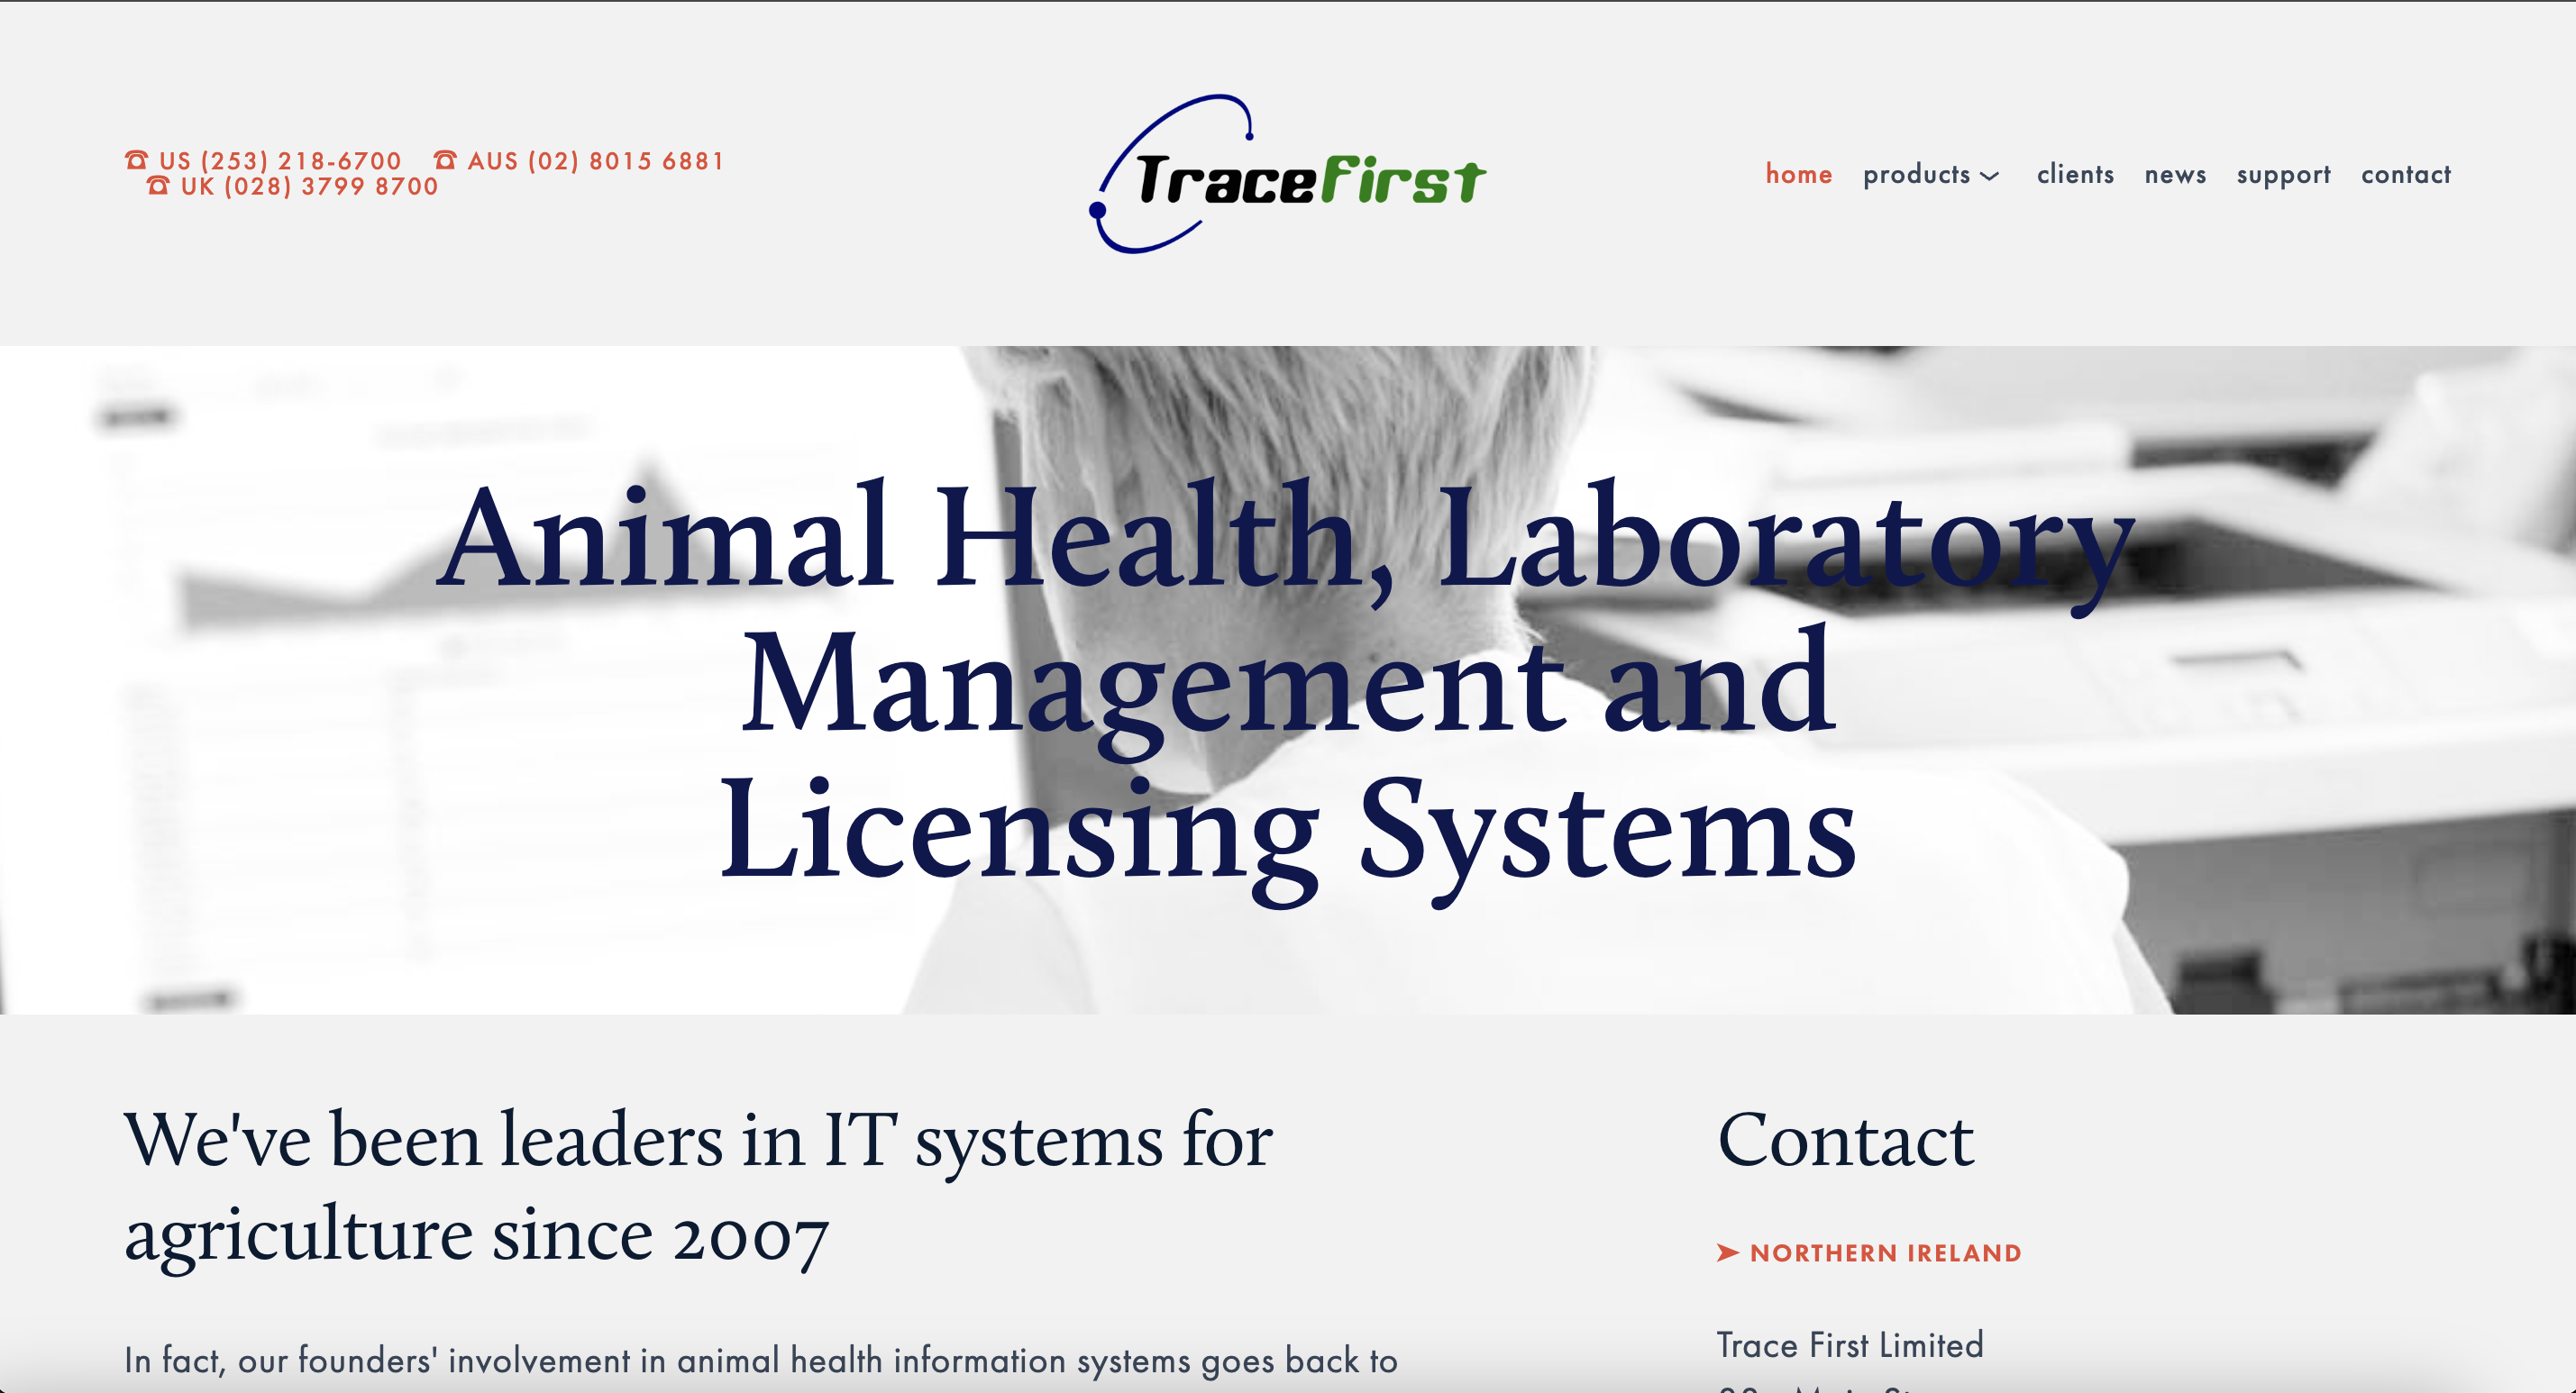 ☎ US (253) 218-6700 ☎ AUS (02) 8015 6881
☎ UK (028) 3799 8700
TraceFirst
home products clients news support contact
Animal Health, Laboratory
Management and
Licensing Systems
We've been leaders in IT systems for
agriculture since 2007
In fact, our founders' involvement in animal health information systems goes back to
Contact
➤ NORTHERN IRELAND
Trace First Limited